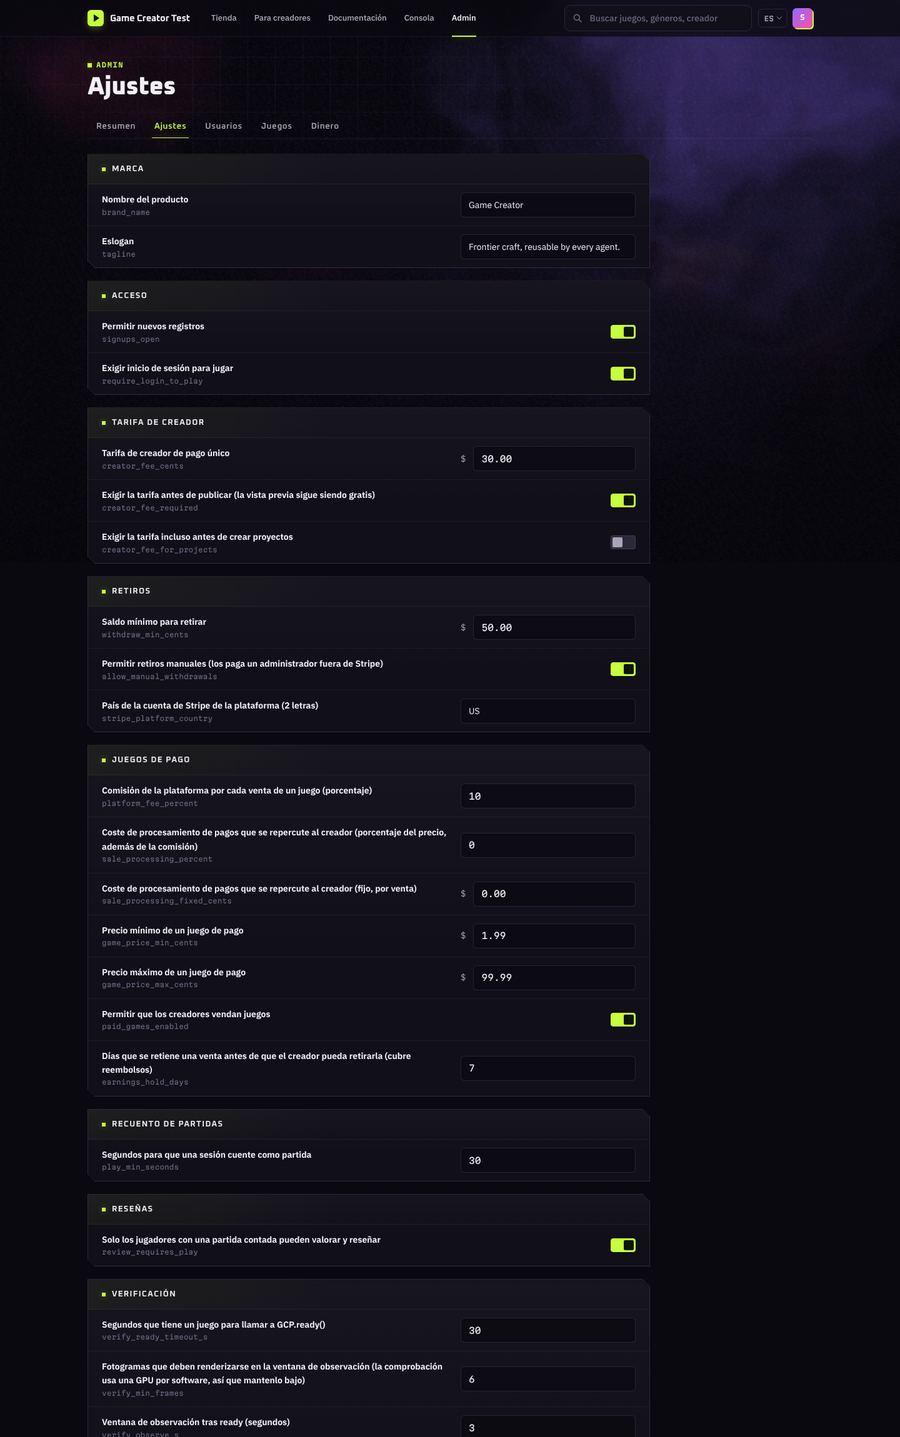 Game Creator Test
Tienda
Para creadores
Documentación
Consola
Admin
Buscar juegos, géneros, creador
ES
S
ADMIN
Ajustes
Resumen
Ajustes
Usuarios
Juegos
Dinero
MARCA
Nombre del producto
brand_name
Game Creator
Eslogan
tagline
Frontier craft, reusable by every agent.
ACCESO
Permitir nuevos registros
signups_open
Exigir inicio de sesión para jugar
require_login_to_play
TARIFA DE CREADOR
Tarifa de creador de pago único
creator_fee_cents
$ 30.00
Exigir la tarifa antes de publicar (la vista previa sigue siendo gratis)
creator_fee_required
Exigir la tarifa incluso antes de crear proyectos
creator_fee_for_projects
RETIROS
Saldo mínimo para retirar
withdraw_min_cents
$ 50.00
Permitir retiros manuales (los paga un administrador fuera de Stripe)
allow_manual_withdrawals
País de la cuenta de Stripe de la plataforma (2 letras)
stripe_platform_country
US
JUEGOS DE PAGO
Comisión de la plataforma por cada venta de un juego (porcentaje)
platform_fee_percent
10
Coste de procesamiento de pagos que se repercute al creador (porcentaje del precio,
además de la comisión)
sale_processing_percent
0
Coste de procesamiento de pagos que se repercute al creador (fijo, por venta)
sale_processing_fixed_cents
$ 0.00
Precio mínimo de un juego de pago
game_price_min_cents
$ 1.99
Precio máximo de un juego de pago
game_price_max_cents
$ 99.99
Permitir que los creadores vendan juegos
paid_games_enabled
Días que se retiene una venta antes de que el creador pueda retirarla (cubre
reembolsos)
earnings_hold_days
7
RECUENTO DE PARTIDAS
Segundos para que una sesión cuente como partida
play_min_seconds
30
RESEÑAS
Solo los jugadores con una partida contada pueden valorar y reseñar
review_requires_play
VERIFICACIÓN
Segundos que tiene un juego para llamar a GCP.ready()
verify_ready_timeout_s
30
Fotogramas que deben renderizarse en la ventana de observación (la comprobación
usa una GPU por software, así que mantenlo bajo)
verify_min_frames
6
Ventana de observación tras ready (segundos)
verify_observe_s
3